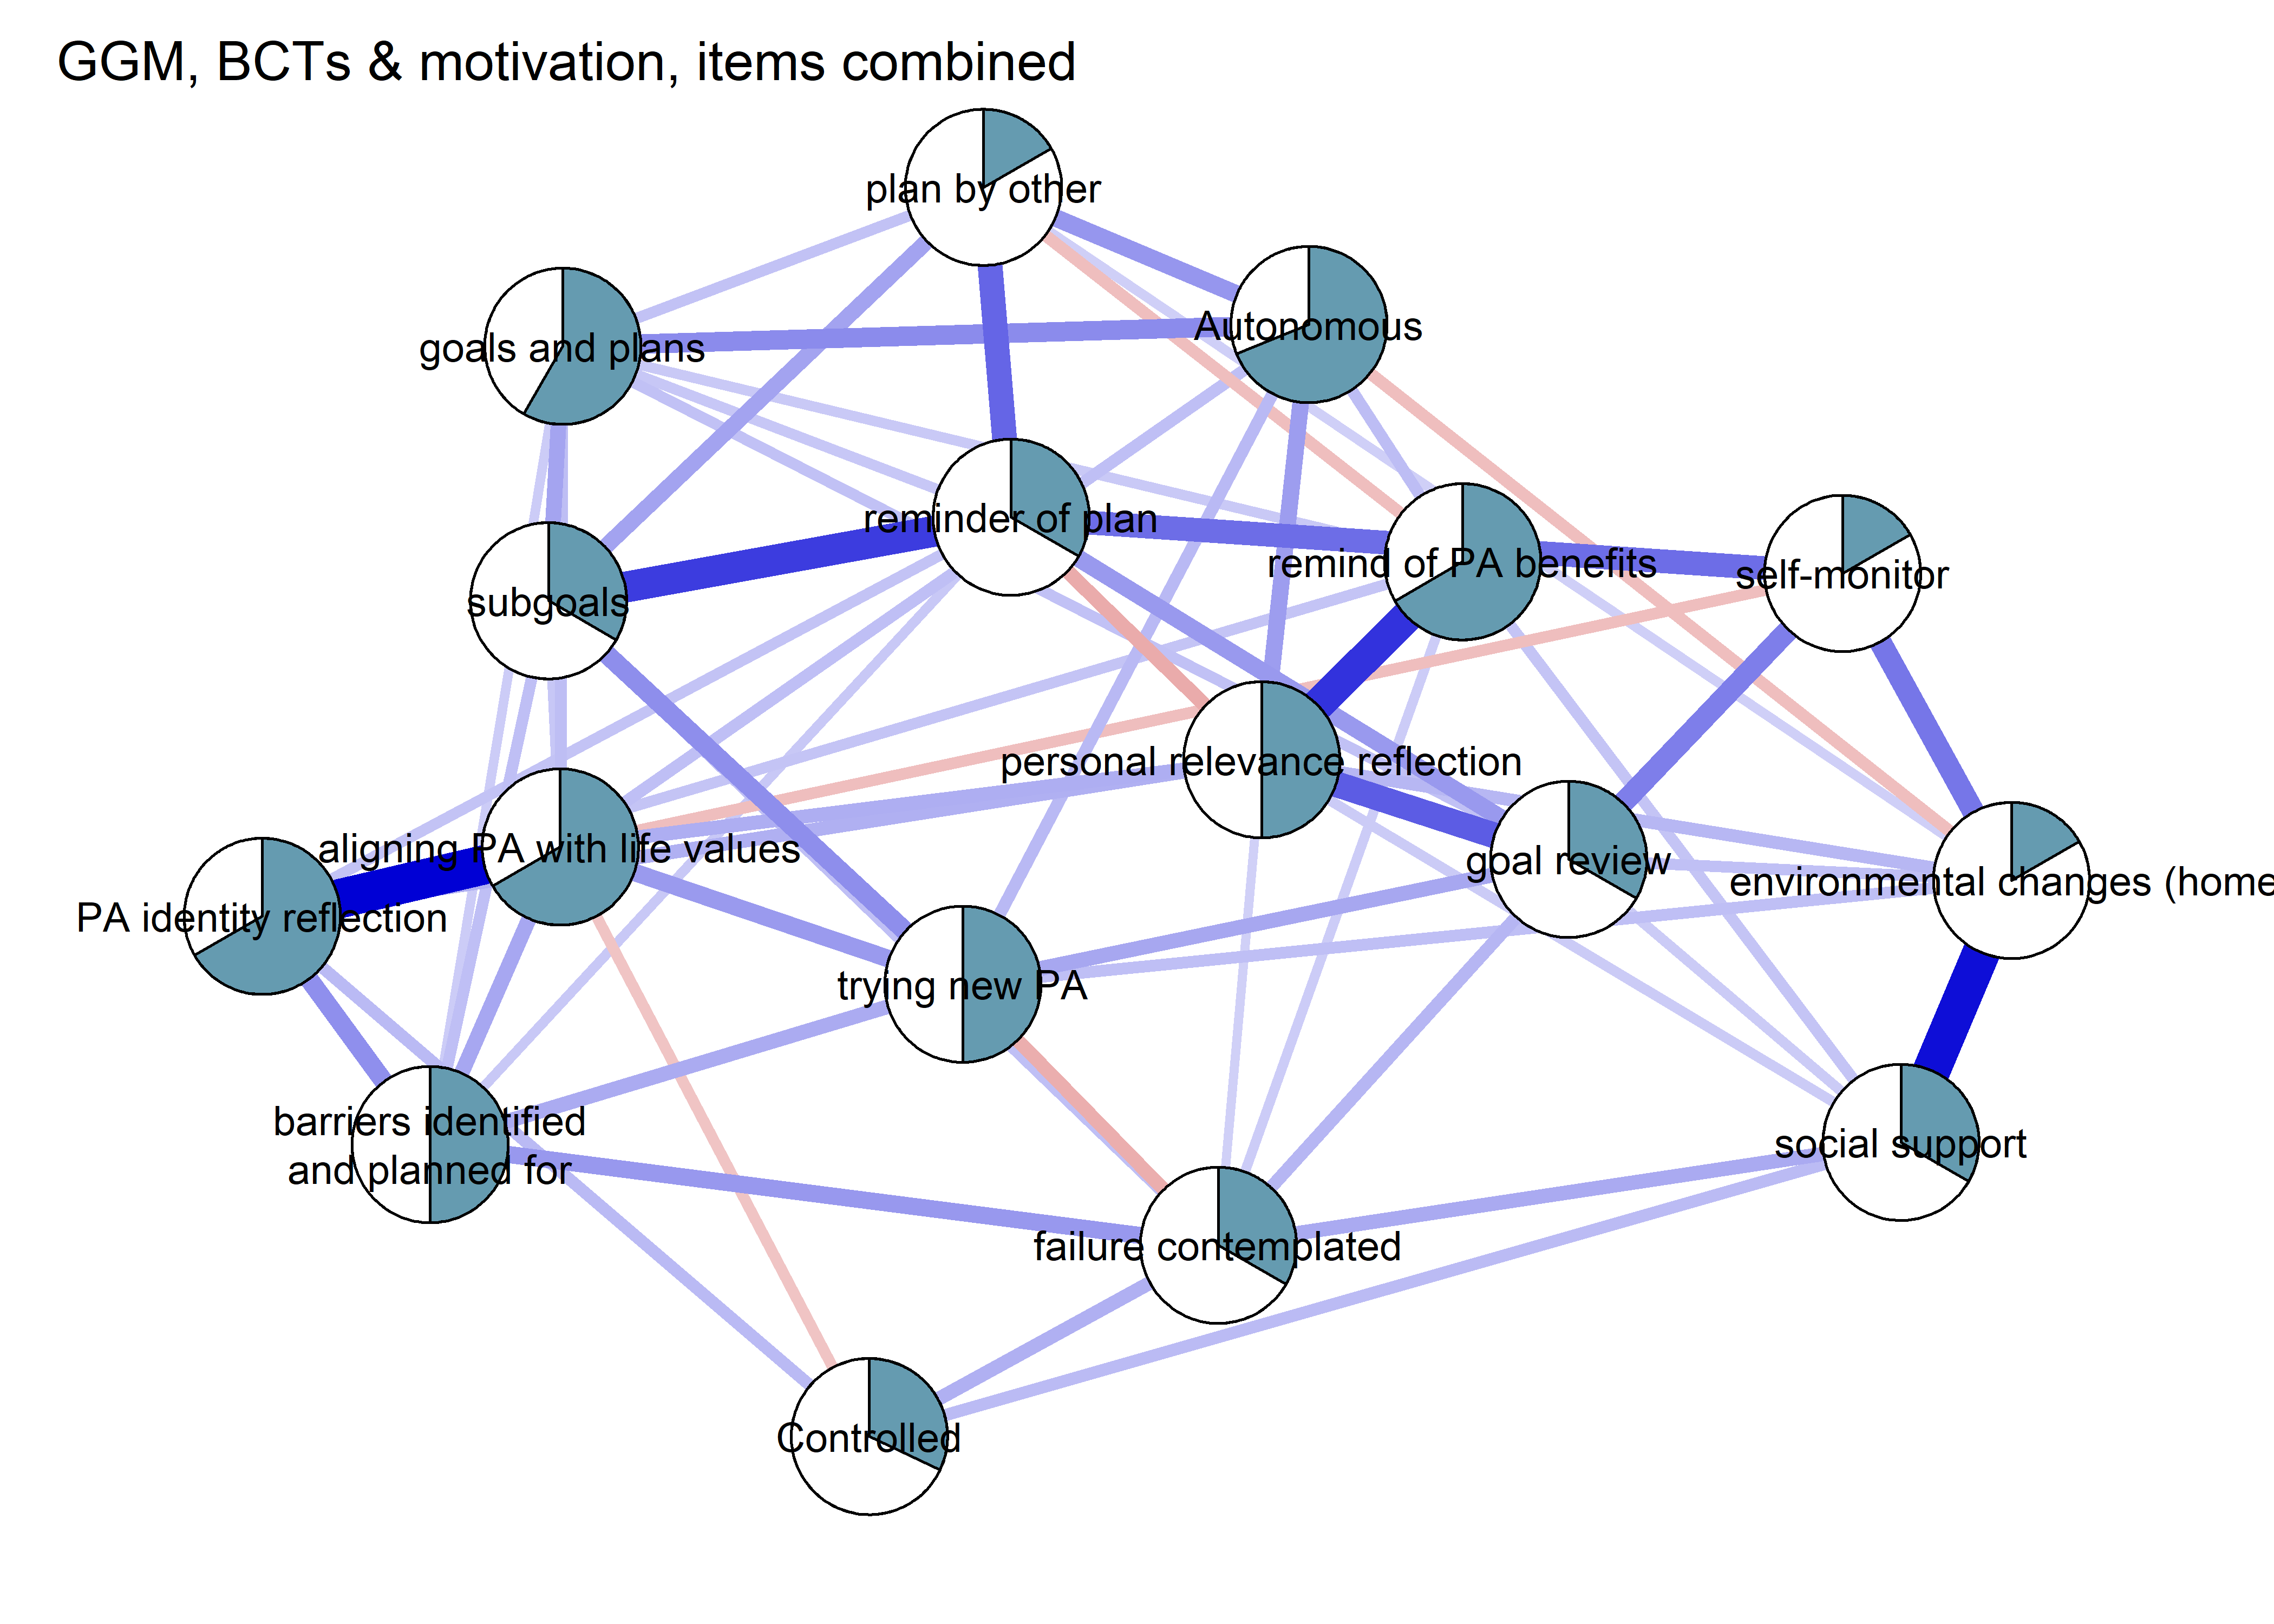 GGM, BCTs & motivation, items combined
plan by other
Autonomous
goals and plans
reminder of plan
remind of PA benefits
self-monitor
subgoals
personal relevance reflection
aligning PA with life values
goal review
environmental changes (home
PA identity reflection
trying new PA
barriers identified
and planned for
social support
failure contemplated
Controlled